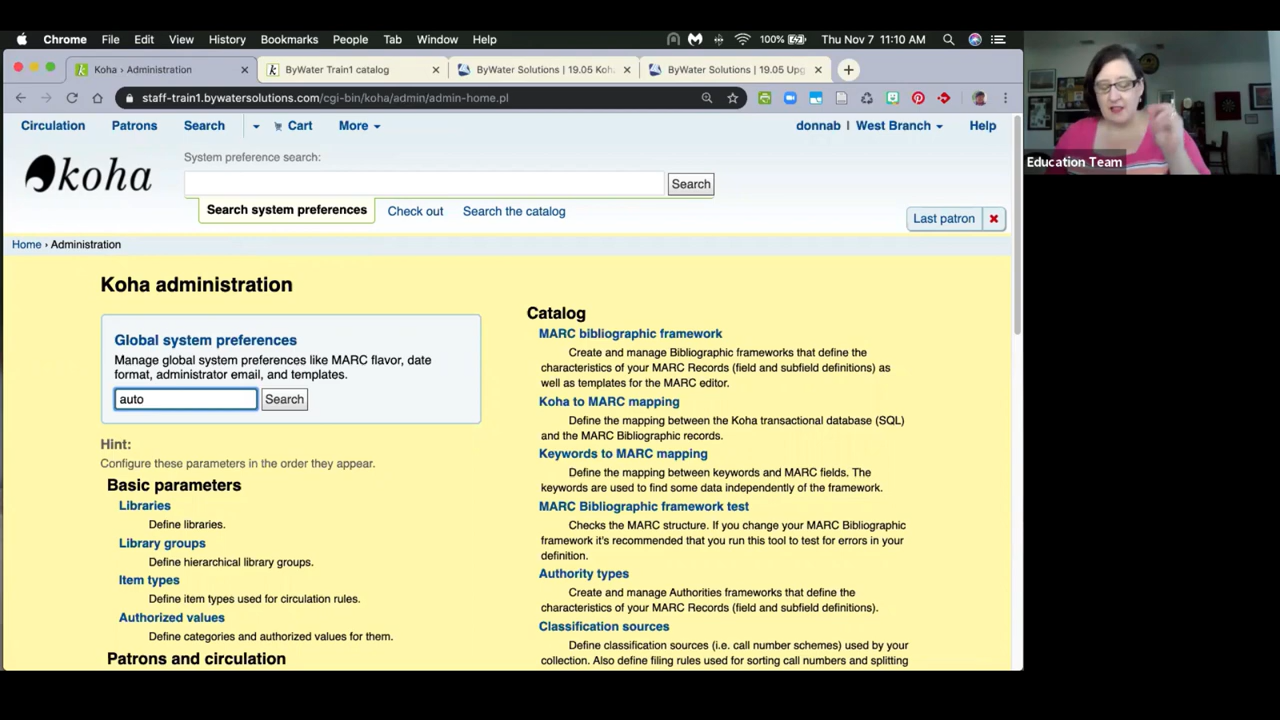 Chrome File Edit View History Bookmarks People Tab Window Help 100% Thu Nov 7 11:10 AM
Koha › Administration
ByWater Train1 catalog
ByWater Solutions | 19.05 Koh
ByWater Solutions | 19.05 Upg
staff-train1.bywatersolutions.com/cgi-bin/koha/admin/admin-home.pl
Circulation Patrons Search Cart More donnab | West Branch Help
koha
System preference search:
Search
Search system preferences Check out Search the catalog
Last patron
Home › Administration
Koha administration
Global system preferences
Manage global system preferences like MARC flavor, date
format, administrator email, and templates.
auto Search
Hint:
Configure these parameters in the order they appear.
Basic parameters
Libraries
Define libraries.
Library groups
Define hierarchical library groups.
Item types
Define item types used for circulation rules.
Authorized values
Define categories and authorized values for them.
Patrons and circulation
Catalog
MARC bibliographic framework
Create and manage Bibliographic frameworks that define the
characteristics of your MARC Records (field and subfield definitions) as
well as templates for the MARC editor.
Koha to MARC mapping
Define the mapping between the Koha transactional database (SQL)
and the MARC Bibliographic records.
Keywords to MARC mapping
Define the mapping between keywords and MARC fields. The
keywords are used to find some data independently of the framework.
MARC Bibliographic framework test
Checks the MARC structure. If you change your MARC Bibliographic
framework it's recommended that you run this tool to test for errors in your
definition.
Authority types
Create and manage Authorities frameworks that define the
characteristics of your MARC Records (field and subfield definitions).
Classification sources
Define classification sources (i.e. call number schemes) used by your
collection. Also define filing rules used for sorting call numbers and splitting
Education Team